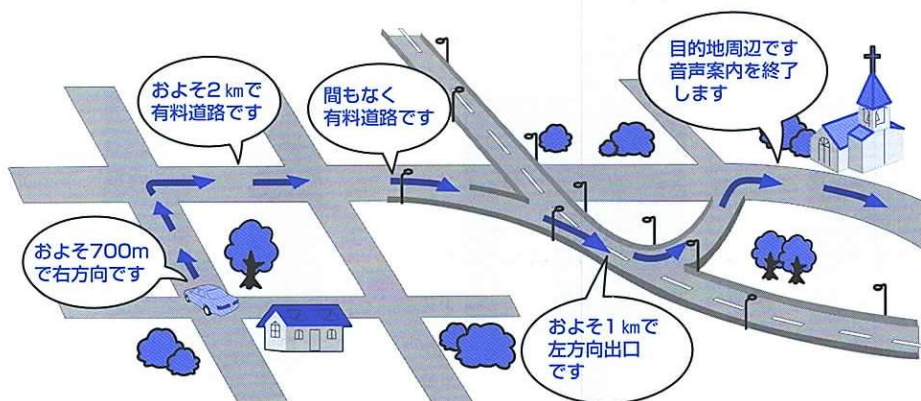 およそ2kmで
有料道路です
間もなく
有料道路です
目的地周辺です
音声案内を終了
します
およそ700m
で右方向です
およそ1kmで
左方向出口
です